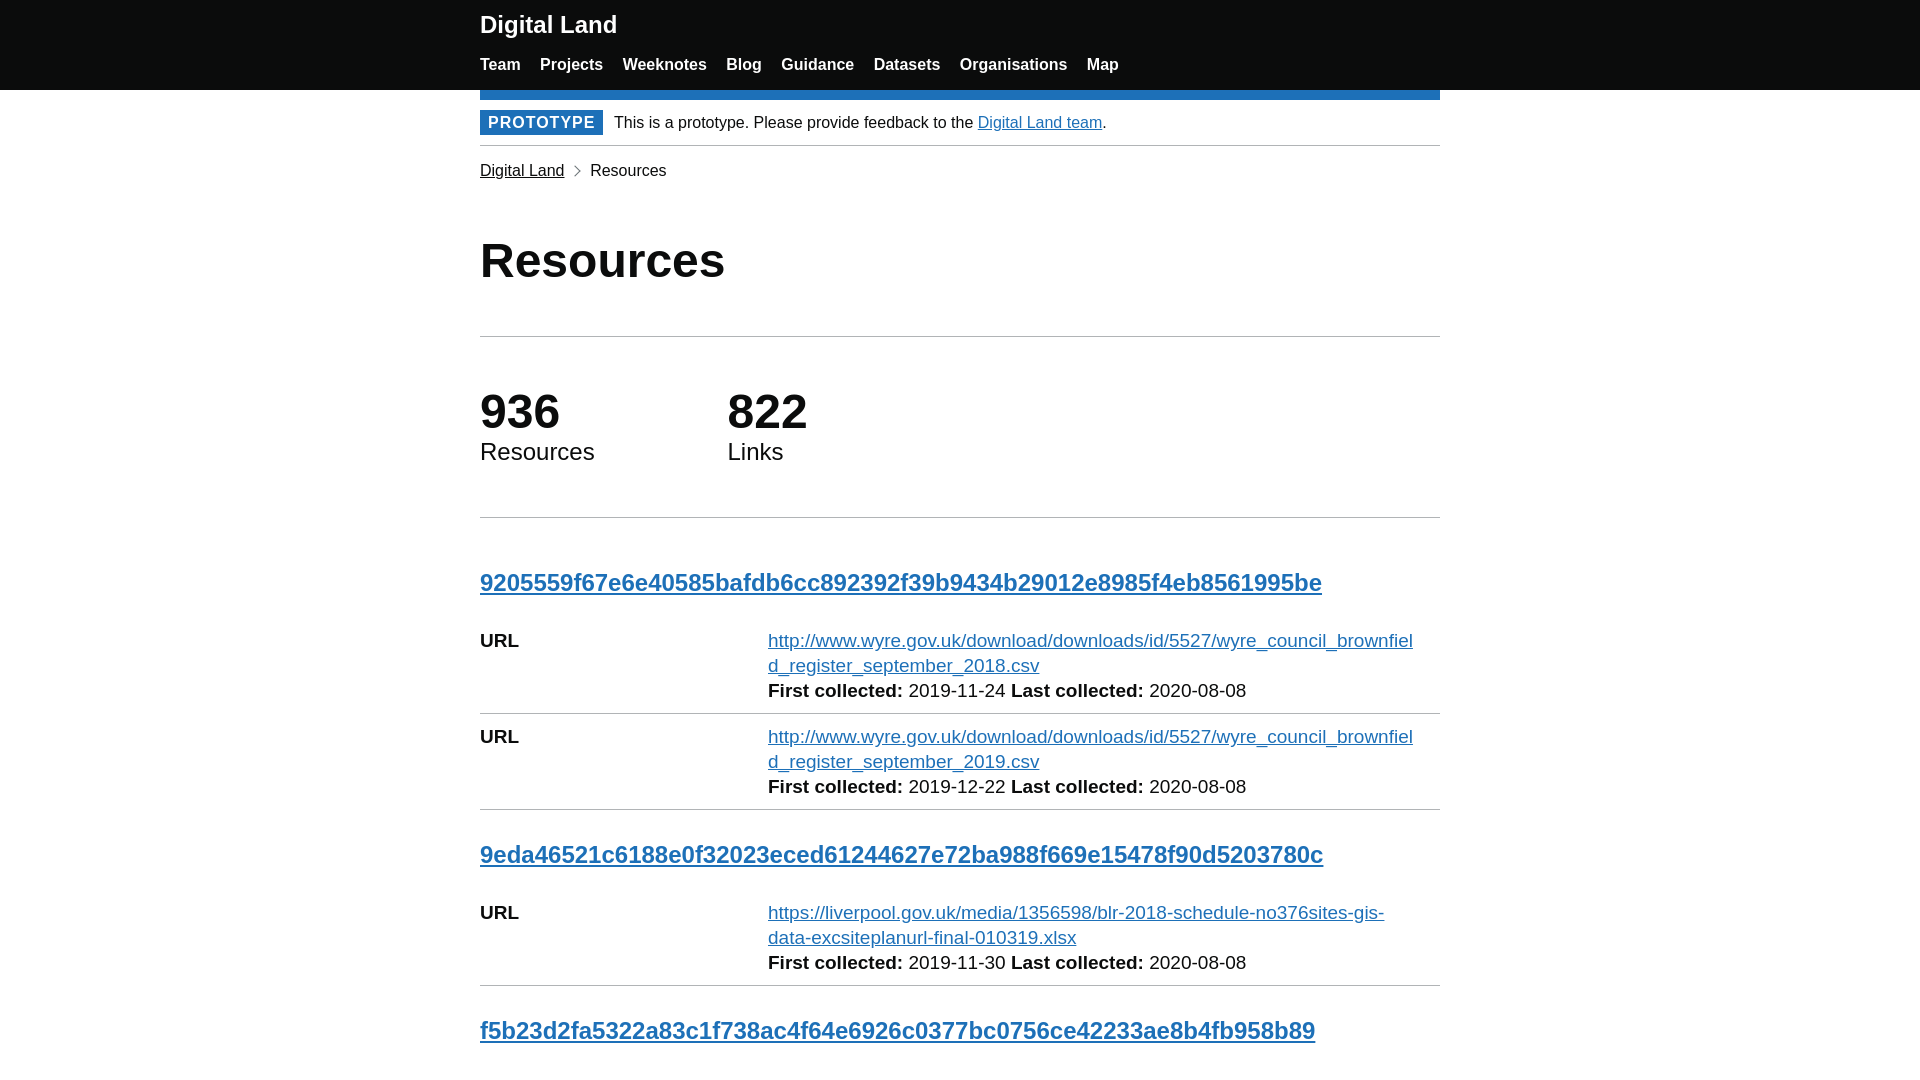 Digital Land
Team Projects Weeknotes Blog Guidance Datasets Organisations Map
PROTOTYPE This is a prototype. Please provide feedback to the Digital Land team.
Digital Land Resources
Resources
936 822
Resources Links
9205559f67e6e40585bafdb6cc892392f39b9434b29012e8985f4eb8561995be
URL http://www.wyre.gov.uk/download/downloads/id/5527/wyre_council_brownfiel
d_register_september_2018.csv
First collected: 2019-11-24 Last collected: 2020-08-08
URL http://www.wyre.gov.uk/download/downloads/id/5527/wyre_council_brownfiel
d_register_september_2019.csv
First collected: 2019-12-22 Last collected: 2020-08-08
9eda46521c6188e0f32023eced61244627e72ba988f669e15478f90d5203780c
URL https://liverpool.gov.uk/media/1356598/blr-2018-schedule-no376sites-gis-
data-excsiteplanurl-final-010319.xlsx
First collected: 2019-11-30 Last collected: 2020-08-08
f5b23d2fa5322a83c1f738ac4f64e6926c0377bc0756ce42233ae8b4fb958b89